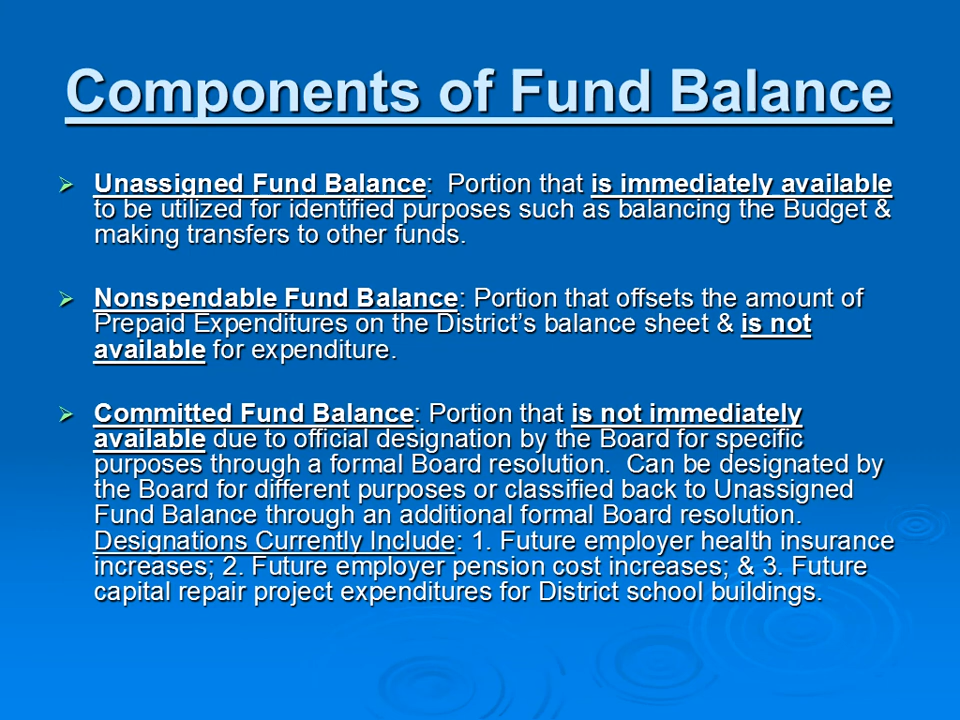 Components of Fund Balance
Unassigned Fund Balance: Portion that is immediately available
to be utilized for identified purposes such as balancing the Budget &
making transfers to other funds.
Nonspendable Fund Balance: Portion that offsets the amount of
Prepaid Expenditures on the District's balance sheet & is not
available for expenditure.
Committed Fund Balance: Portion that is not immediately
available due to official designation by the Board for specific
purposes through a formal Board resolution. Can be designated by
the Board for different purposes or classified back to Unassigned
Fund Balance through an additional formal Board resolution.
Designations Currently Include: 1. Future employer health insurance
increases; 2. Future employer pension cost increases; & 3. Future
capital repair project expenditures for District school buildings.